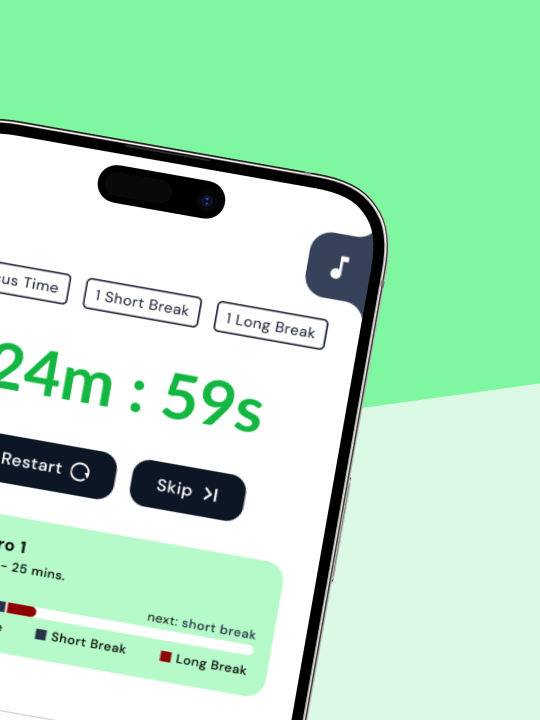 us Time
1 Short Break
1 Long Break
24m : 59s
Restart
Skip
ro 1
- 25 mins.
next: short break
Short Break
Long Break